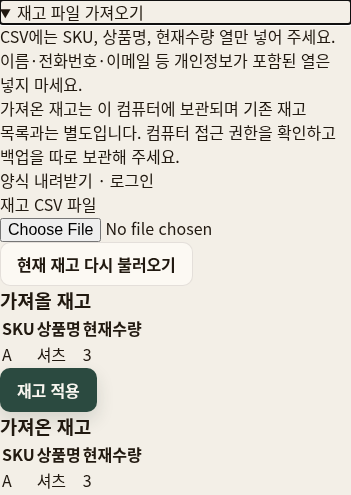 ▼ 재고 파일 가져오기
CSV에는 SKU, 상품명, 현재수량 열만 넣어 주세요.
이름·전화번호·이메일 등 개인정보가 포함된 열은
넣지 마세요.
가져온 재고는 이 컴퓨터에 보관되며 기존 재고
목록과는 별도입니다. 컴퓨터 접근 권한을 확인하고
백업을 따로 보관해 주세요.
양식 내려받기 · 로그인
재고 CSV 파일
Choose File No file chosen
현재 재고 다시 불러오기
가져올 재고
SKU 상품명 현재수량
A 셔츠 3
재고 적용
가져온 재고
SKU 상품명 현재수량
A 셔츠 3